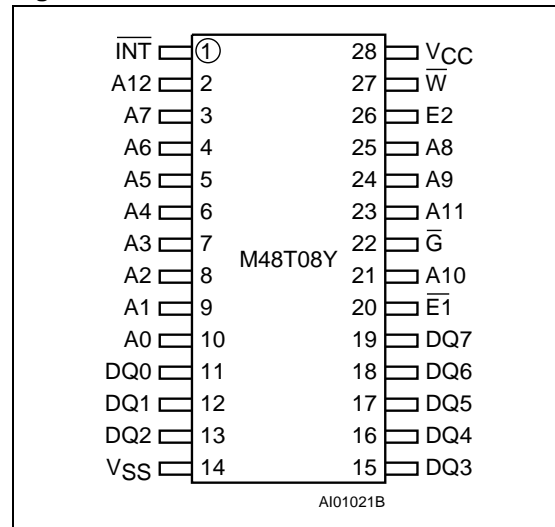 INT 1 28 VCC
A12 2 27 W
A7 3 26 E2
A6 4 25 A8
A5 5 24 A9
A4 6 23 A11
A3 7 22 G
M48T08Y
A2 8 21 A10
A1 9 20 E1
A0 10 19 DQ7
DQ0 11 18 DQ6
DQ1 12 17 DQ5
DQ2 13 16 DQ4
VSS 14 15 DQ3
AI01021B